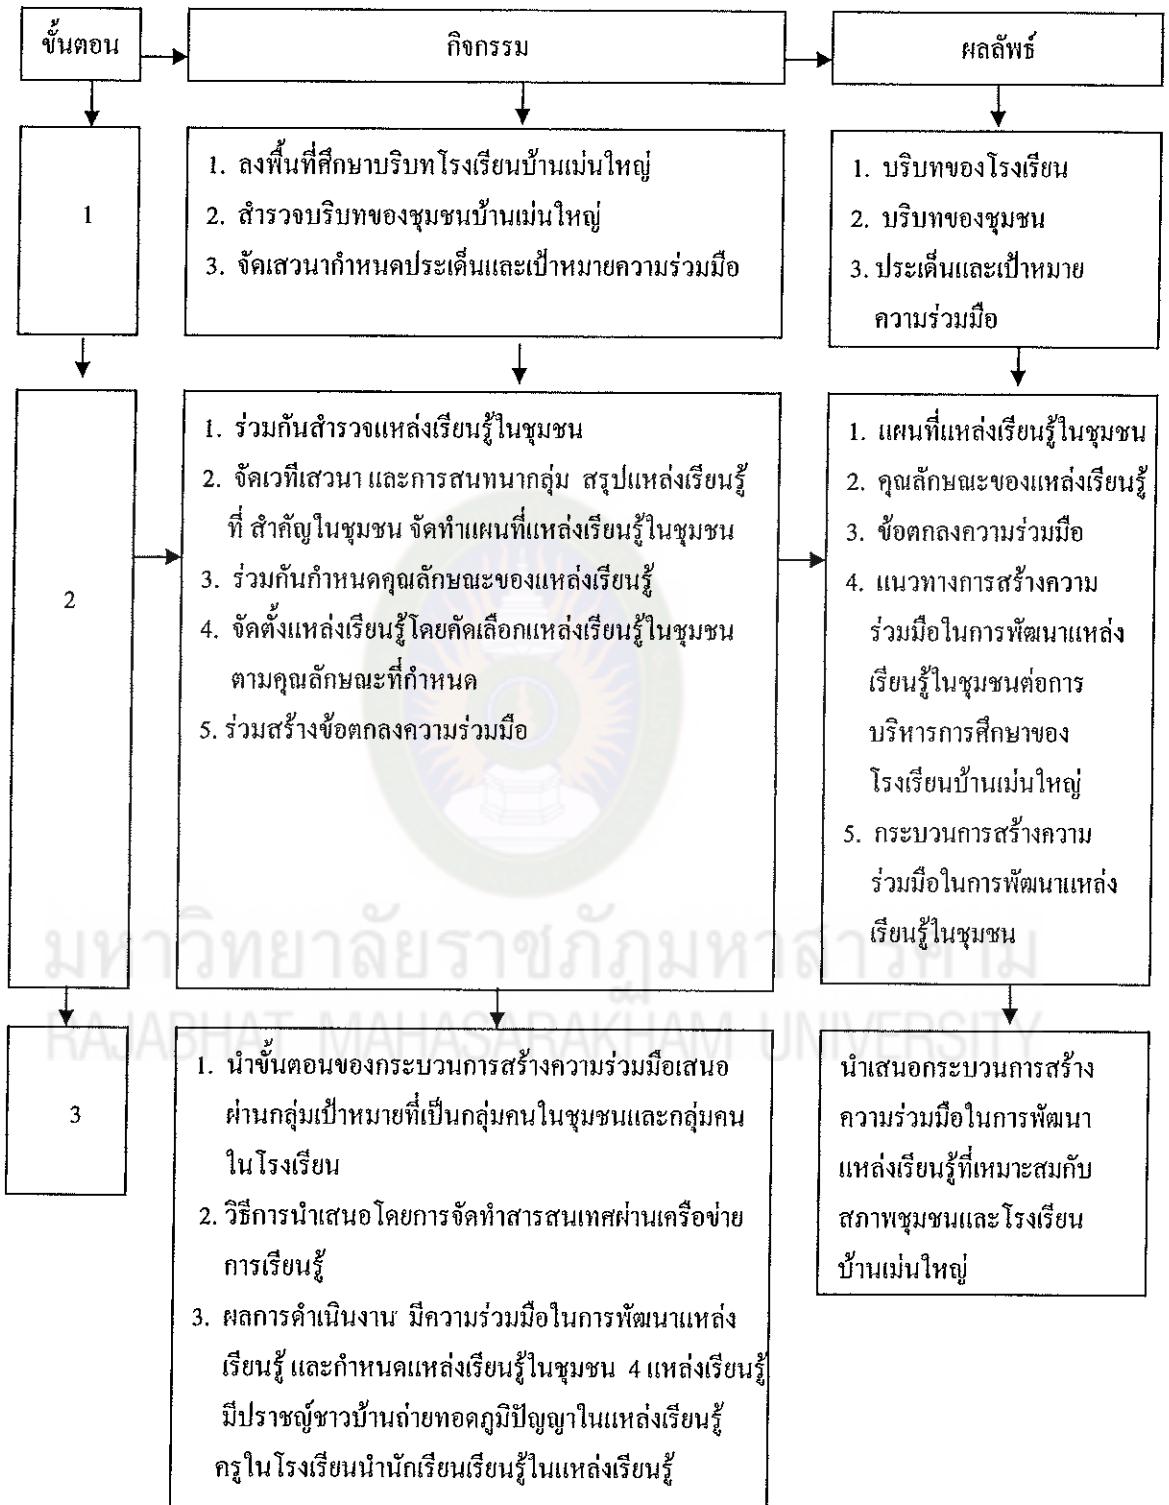 ขั้นตอน
กิจกรรม
ผลลัพธ์
1
1. ลงพื้นที่ศึกษาบริบทโรงเรียนบ้านเม่นใหญ่
2. สำรวจบริบทของชุมชนบ้านเม่นใหญ่
3. จัดเสวนากำหนดประเด็นและเป้าหมายความร่วมมือ
1. บริบทของโรงเรียน
2. บริบทของชุมชน
3. ประเด็นและเป้าหมาย
ความร่วมมือ
2
1. ร่วมกันสำรวจแหล่งเรียนรู้ในชุมชน
2. จัดเวทีเสวนา และการสนทนากลุ่ม สรุปแหล่งเรียนรู้
ที่ สำคัญในชุมชน จัดทำแผนที่แหล่งเรียนรู้ในชุมชน
3. ร่วมกันกำหนดคุณลักษณะของแหล่งเรียนรู้
4. จัดตั้งแหล่งเรียนรู้โดยคัดเลือกแหล่งเรียนรู้ในชุมชน
ตามคุณลักษณะที่กำหนด
5. ร่วมสร้างข้อตกลงความร่วมมือ
1. แผนที่แหล่งเรียนรู้ในชุมชน
2. คุณลักษณะของแหล่งเรียนรู้
3. ข้อตกลงความร่วมมือ
4. แนวทางการสร้างความ
ร่วมมือในการพัฒนาแหล่ง
เรียนรู้ในชุมชนต่อการ
บริหารการศึกษาของ
โรงเรียนบ้านเม่นใหญ่
5. กระบวนการสร้างความ
ร่วมมือในการพัฒนาแหล่ง
เรียนรู้ในชุมชน
มหาวิทยาลัยราชภัฏมหาสารคาม
RAJABHAT MAHASARAKHAM UNIVERSITY
3
1. นำขั้นตอนของกระบวนการสร้างความร่วมมือเสนอ
ผ่านกลุ่มเป้าหมายที่เป็นกลุ่มคนในชุมชนและกลุ่มคน
ในโรงเรียน
2. วิธีการนำเสนอโดยการจัดทำสารสนเทศผ่านเครือข่าย
การเรียนรู้
3. ผลการดำเนินงาน มีความร่วมมือในการพัฒนาแหล่ง
เรียนรู้ และกำหนดแหล่งเรียนรู้ในชุมชน 4 แหล่งเรียนรู้
มีปราชญ์ชาวบ้านถ่ายทอดภูมิปัญญาในแหล่งเรียนรู้
ครูในโรงเรียนนำนักเรียนเรียนรู้ในแหล่งเรียนรู้
นำเสนอกระบวนการสร้าง
ความร่วมมือในการพัฒนา
แหล่งเรียนรู้ที่เหมาะสมกับ
สภาพชุมชนและโรงเรียน
บ้านเม่นใหญ่